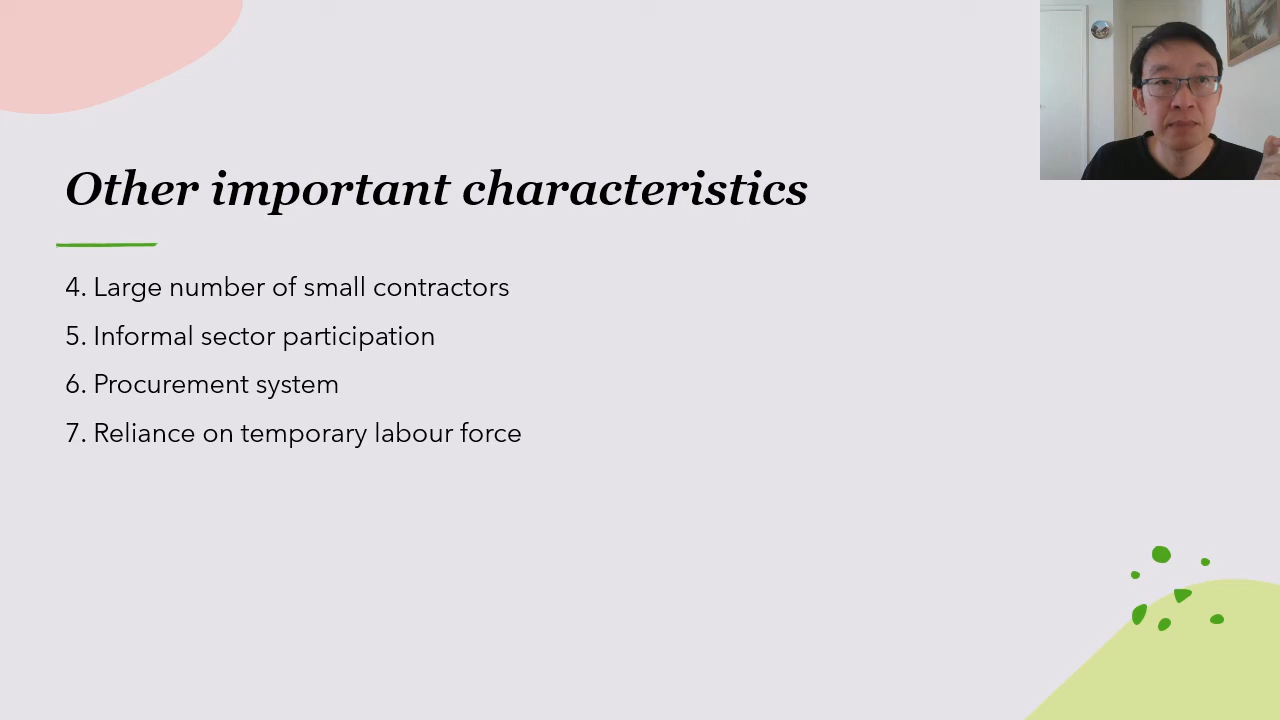 Other important characteristics
4. Large number of small contractors
5. Informal sector participation
6. Procurement system
7. Reliance on temporary labour force